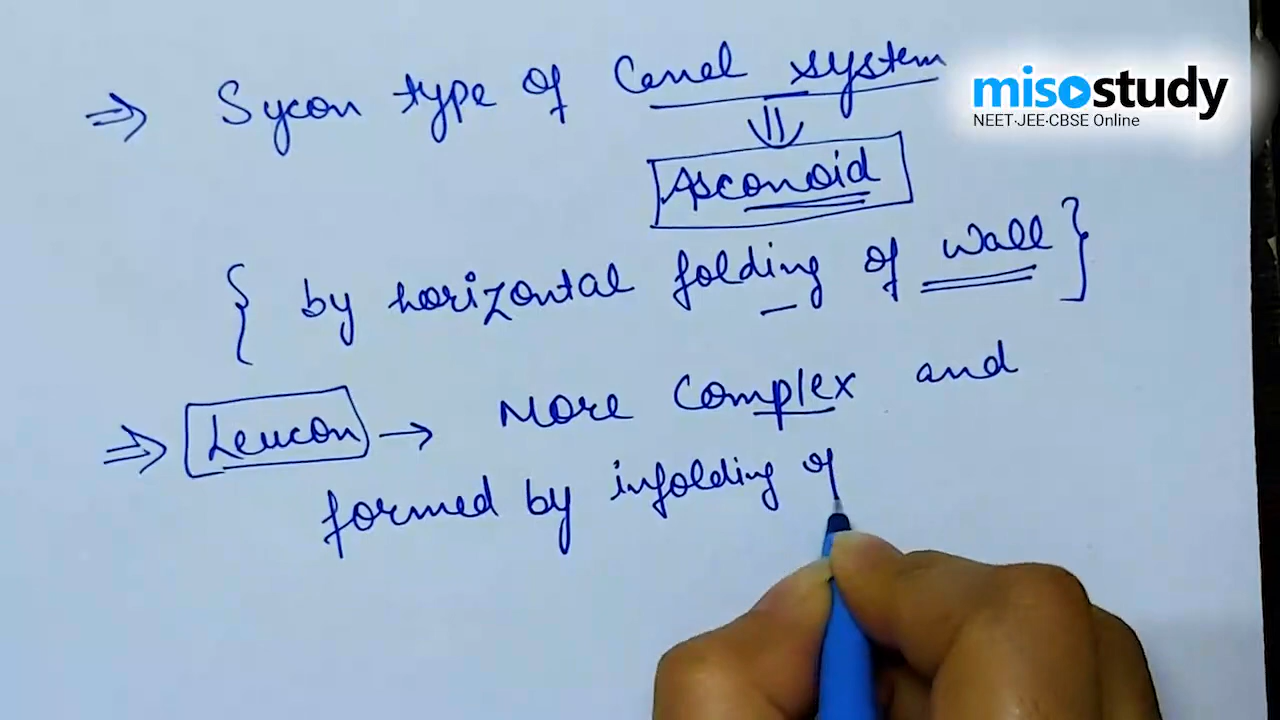 misostudy
NEET-JEE-CBSE Online
⇒ Sycon type of Canal system
⇓
Asconoid
{ by horizontal folding of wall }
⇒ Leucon → More Complex and
formed by infolding of